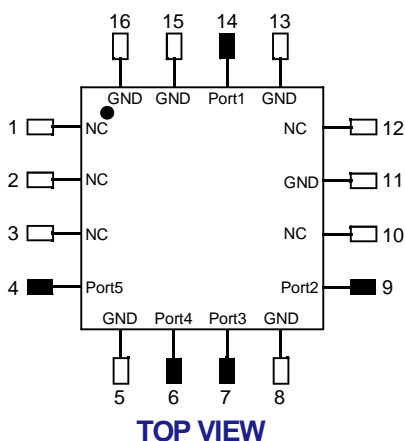 16 15 14 13
GND GND Port1 GND
1 NC NC 12
2 NC GND 11
3 NC NC 10
4 Port5 Port2 9
GND Port4 Port3 GND
5 6 7 8
TOP VIEW